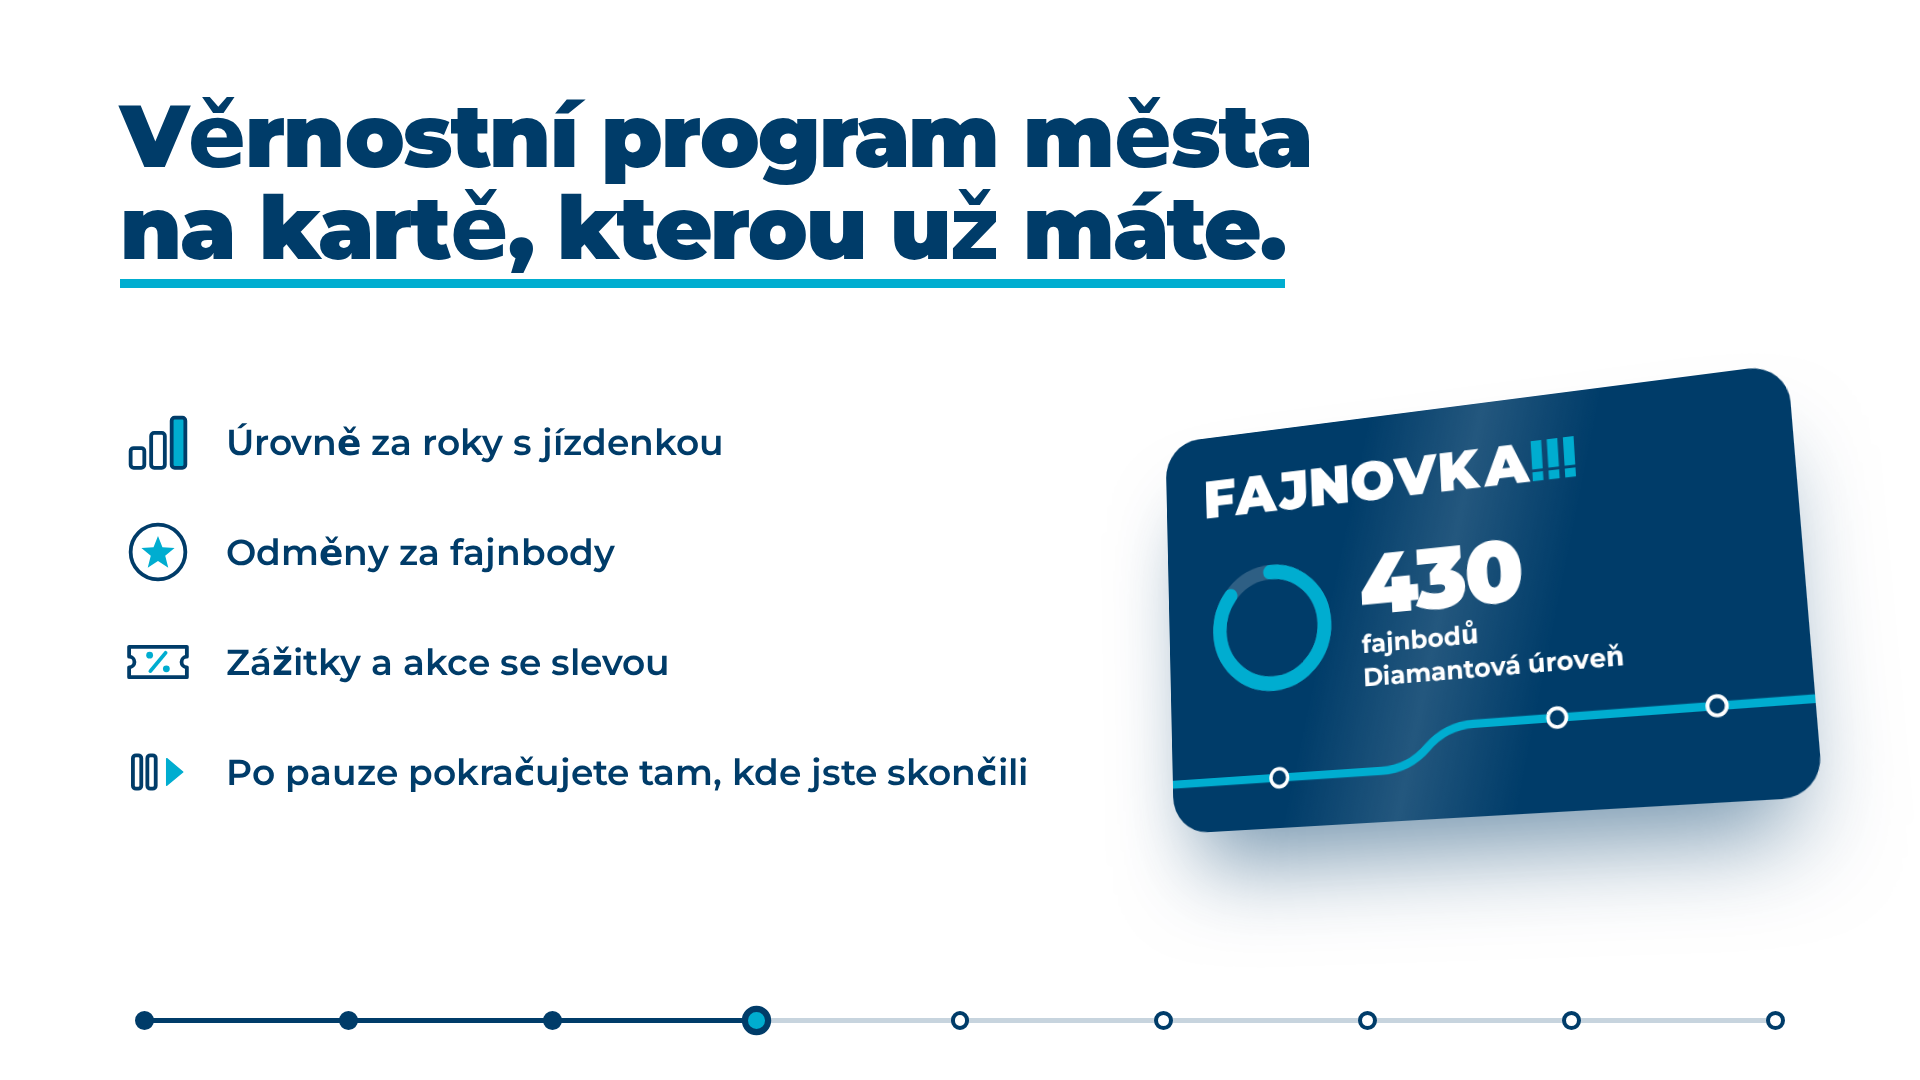 Věrnostní program města
na kartě, kterou už máte.
Úrovně za roky s jízdenkou
Odměny za fajnbody
Zážitky a akce se slevou
Po pauze pokračujete tam, kde jste skončili
FAJNOVKA!!!
430
fajnbodů
Diamantová úroveň